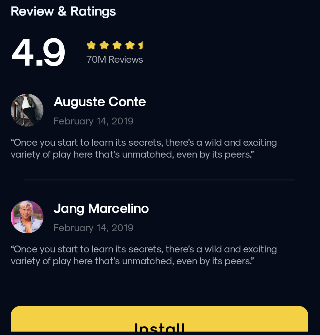 Review & Ratings
4.9
70M Reviews
Auguste Conte
February 14, 2019
“Once you start to learn its secrets, there’s a wild and exciting
variety of play here that’s unmatched, even by its peers.”
Jang Marcelino
February 14, 2019
“Once you start to learn its secrets, there’s a wild and exciting
variety of play here that’s unmatched, even by its peers.”
Install